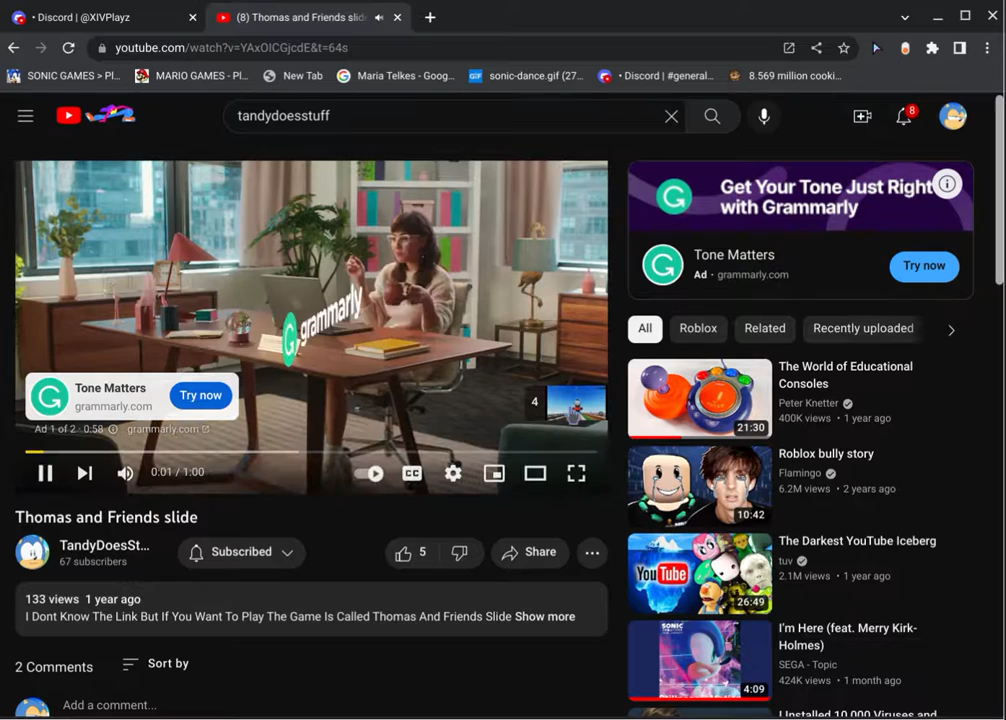 • Discord | @XIVPlayz
(8) Thomas and Friends slid
youtube.com/watch?v=YAxOICGjcdE&t=64s
SONIC GAMES > Pl...
MARIO GAMES - Pl...
New Tab
Maria Telkes - Goog...
GIF
sonic-dance.gif (27...
• Discord | #general...
8.569 million cooki...
tandydoesstuff
8
grammarly
Tone Matters
grammarly.com
Try now
4
Ad 1 of 2 · 0:58
grammarly.com
0:01 / 1:00
CC
Thomas and Friends slide
TandyDoesSt...
67 subscribers
Subscribed
5
Share
133 views 1 year ago
I Dont Know The Link But If You Want To Play The Game Is Called Thomas And Friends Slide Show more
2 Comments
Sort by
Add a comment...
Get Your Tone Just Right
with Grammarly
Tone Matters
Ad · grammarly.com
Try now
All
Roblox
Related
Recently uploaded
21:30
The World of Educational
Consoles
Peter Knetter
400K views • 1 year ago
10:42
Roblox bully story
Flamingo
6.2M views • 2 years ago
YouTube
26:49
The Darkest YouTube Iceberg
tuv
2.1M views • 1 year ago
SONIC
4:09
I'm Here (feat. Merry Kirk-
Holmes)
SEGA - Topic
424K views • 1 month ago
I Installed 10,000 Viruses and